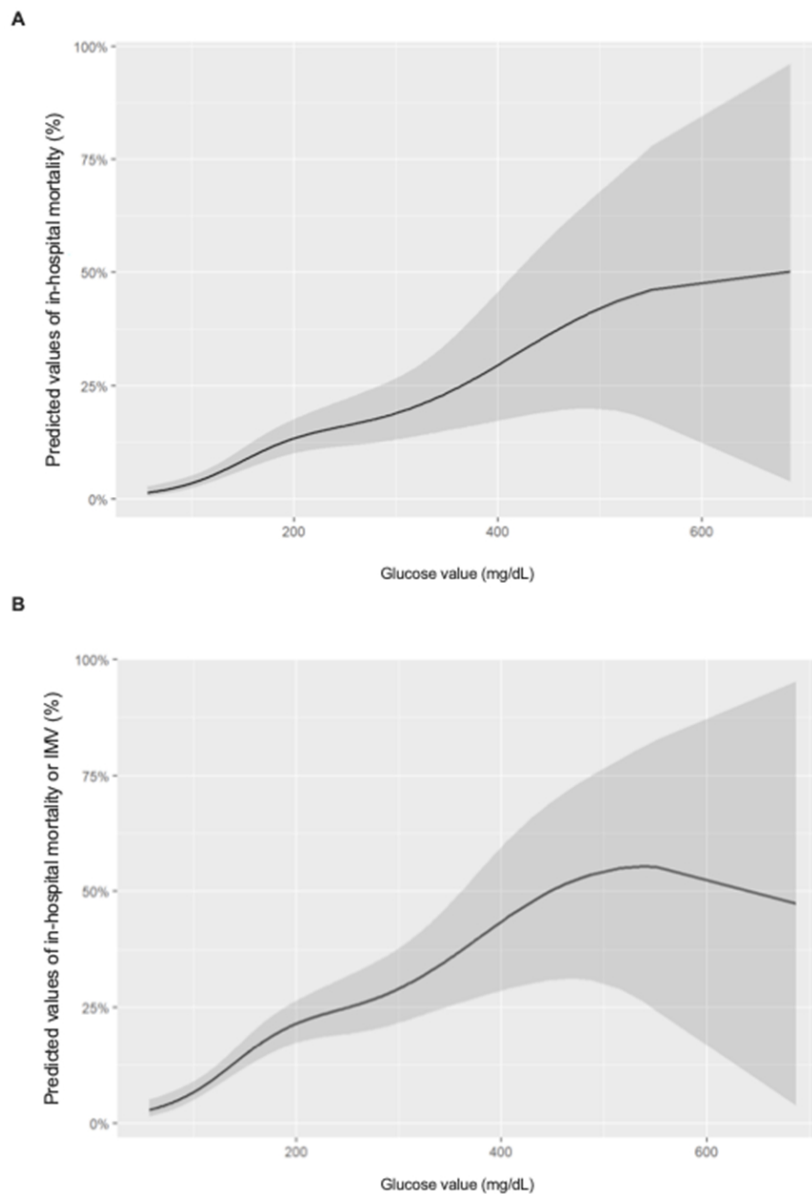 A
Predicted values of in-hospital mortality (%)
100%
75%
50%
25%
0%
200
400
600
Glucose value (mg/dL)
B
Predicted values of in-hospital mortality or IMV (%)
100%
75%
50%
25%
0%
200
400
600
Glucose value (mg/dL)